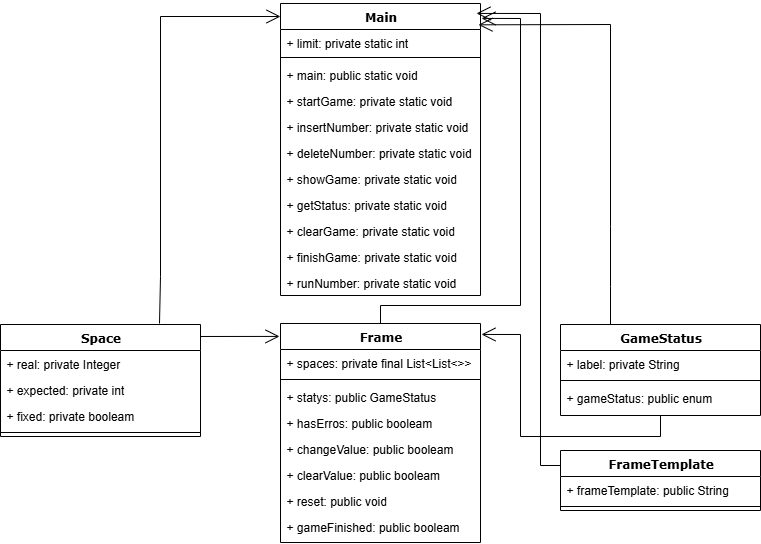 Main
+ limit: private static int
+ main: public static void
+ startGame: private static void
+ insertNumber: private static void
+ deleteNumber: private static void
+ showGame: private static void
+ getStatus: private static void
+ clearGame: private static void
+ finishGame: private static void
+ runNumber: private static void
Space
+ real: private Integer
+ expected: private int
+ fixed: private booleam
Frame
+ spaces: private final List<List<>>
+ statys: public GameStatus
+ hasErros: public booleam
+ changeValue: public booleam
+ clearValue: public booleam
+ reset: public void
+ gameFinished: public booleam
GameStatus
+ label: private String
+ gameStatus: public enum
FrameTemplate
+ frameTemplate: public String